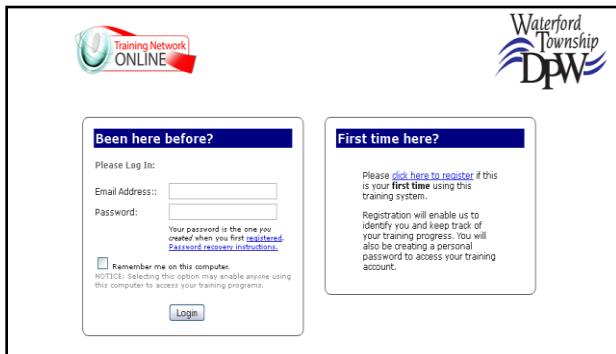 Training Network
ONLINE
Waterford
Township
DPW
Been here before?
Please Log In:
Email Address::
Password:
Your password is the one you
created when you first registered.
Password recovery instructions.
Remember me on this computer.
NOTICE: Selecting this option may enable anyone using
this computer to access your training programs.
Login
First time here?
Please click here to register if this
is your first time using this
training system.
Registration will enable us to
identify you and keep track of
your training progress. You will
also be creating a personal
password to access your training
account.